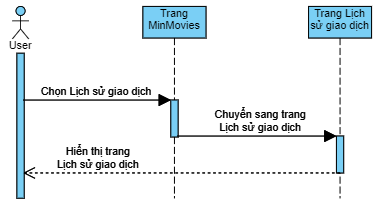 User
Trang
MinMovies
Trang Lịch
sử giao dịch
Chọn Lịch sử giao dịch
Chuyển sang trang
Lịch sử giao dịch
Hiển thị trang
Lịch sử giao dịch